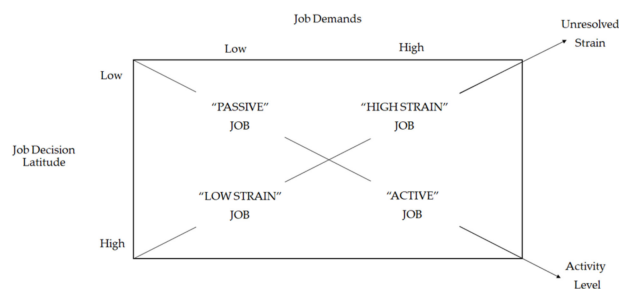 Job Demands
Unresolved
Strain
Low
High
Low
“PASSIVE”
JOB
“HIGH STRAIN”
JOB
Job Decision
Latitude
“LOW STRAIN”
JOB
“ACTIVE”
JOB
High
Activity
Level